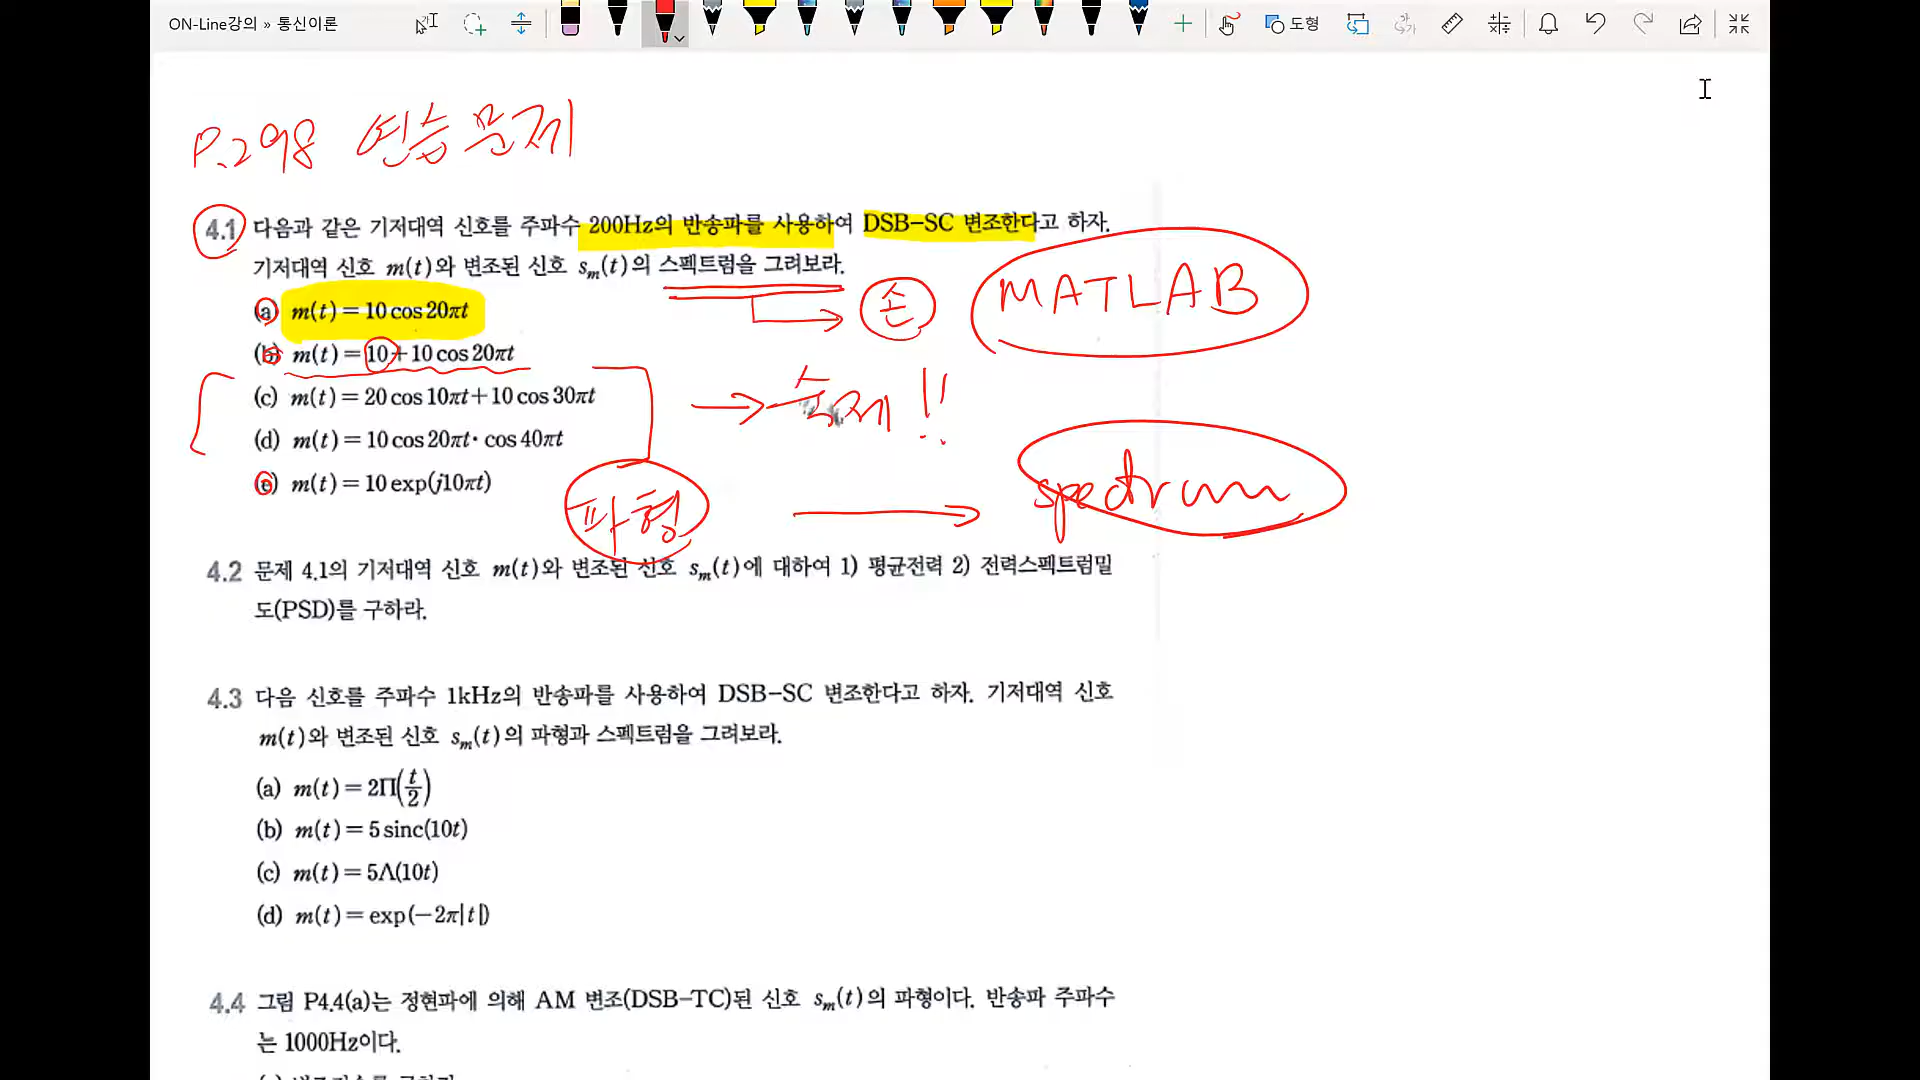 ON-Line강의 » 통신이론
도형
P.298 연습문제
4.1 다음과 같은 기저대역 신호를 주파수 200Hz의 반송파를 사용하여 DSB-SC 변조한다고 하자.
기저대역 신호 m(t)와 변조된 신호 sₘ(t)의 스펙트럼을 그려보라.
손
MATLAB
(a) m(t)=10 cos 20πt
(b) m(t)=10+10 cos 20πt
(c) m(t)=20 cos 10πt+10 cos 30πt
숙제!!
(d) m(t)=10 cos 20πt· cos 40πt
(e) m(t)=10 exp(j10πt)
파형
spectrum
4.2 문제 4.1의 기저대역 신호 m(t)와 변조된 신호 sₘ(t)에 대하여 1) 평균전력 2) 전력스펙트럼밀
도(PSD)를 구하라.
4.3 다음 신호를 주파수 1kHz의 반송파를 사용하여 DSB-SC 변조한다고 하자. 기저대역 신호
m(t)와 변조된 신호 sₘ(t)의 파형과 스펙트럼을 그려보라.
(a) m(t)=2Π(t/2)
(b) m(t)=5 sinc(10t)
(c) m(t)=5Λ(10t)
(d) m(t)=exp(-2π|t|)
4.4 그림 P4.4(a)는 정현파에 의해 AM 변조(DSB-TC)된 신호 sₘ(t)의 파형이다. 반송파 주파수
는 1000Hz이다.